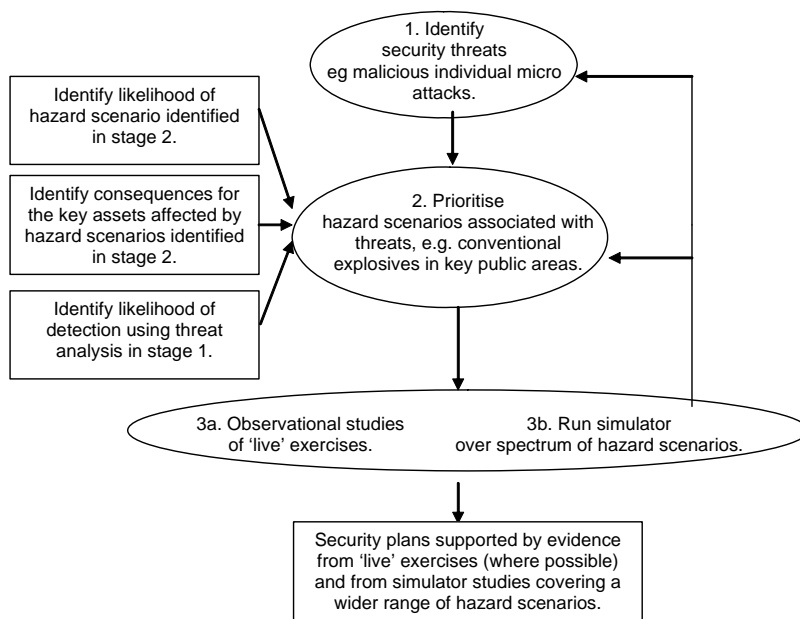 1. Identify
security threats
eg malicious individual micro
attacks.
Identify likelihood of
hazard scenario identified
in stage 2.
Identify consequences for
the key assets affected by
hazard scenarios identified
in stage 2.
Identify likelihood of
detection using threat
analysis in stage 1.
2. Prioritise
hazard scenarios associated with
threats, e.g. conventional
explosives in key public areas.
3a. Observational studies
of ‘live’ exercises.
3b. Run simulator
over spectrum of hazard scenarios.
Security plans supported by evidence
from ‘live’ exercises (where possible)
and from simulator studies covering a
wider range of hazard scenarios.